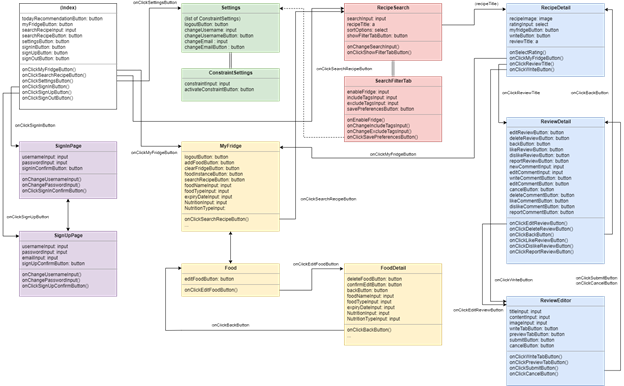 (Index)
todayRecommendationButton: button
myFridgeButton: button
searchRecipeInput: input
searchRecipeButton: button
settingsButton: button
signInButton: button
signUpButton: button
signOutButton: button
onClickMyFridgeButton()
onClickSearchRecipeButton()
onClickSettingsButton()
onClickSignInButton()
onClickSignUpButton()
onClickSignOutButton()
onClickSettingsButton
Settings
(list of ConstraintSettings)
logoutButton: button
changeUsername: input
changeUsernameButton: button
changeEmail : input
changeEmailButton : button
ConstraintSettings
constraintInput: input
activateConstraintButton: button
RecipeSearch
searchInput: input
recipeTitle: a
sortOptions: select
showFilterTabButton: button
onChangeSearchInput()
onClickShowFilterTabButton()
onClickSearchRecipeButton
SearchFilterTab
enableFridge: input
includeTagsInput: input
excludeTagsInput: input
savePreferencesButton: button
onEnableFridge()
onChangeIncludeTagsInput()
onChangeExcludeTagsInput()
onClickSavePreferencesButton()
(recipeTitle)
RecipeDetail
recipeImage: image
ratingInput: select
myfridgeButton: button
writeButton: button
reviewTitle: a
onSelectRating()
onClickMyFridgeButton()
onClickReviewTitle()
onClickWriteButton()
onClickReviewTitle
onClickBackButton
ReviewDetail
editReviewButton: button
deleteReviewButton: button
backButton: button
likeReviewButton: button
dislikeReviewButton: button
reportReviewButton: button
newCommentInput: input
editCommentInput: input
writeCommentButton: button
editCommentButton: button
cancelButton: button
deleteCommentButton: button
likeCommentButton: button
dislikeCommentButton: button
reportCommentButton: button
onClickEditReviewButton()
onClickDeleteReviewButton()
onClickBackButton()
onClickLikeReviewButton()
onClickDislikeReviewButton()
onClickReportReviewButton()
onClickSignInButton
SignInPage
usernameInput: input
passwordInput: input
signInConfirmButton: button
onChangeUsernameInput()
onChangePasswordInput()
onClickSignInConfirmButton()
onClickSignUpButton
SignUpPage
usernameInput: input
passwordInput: input
emailInput: input
signUpConfirmButton: button
onChangeUsernameInput()
onChangePasswordInput()
onClickSignUpConfirmButton()
onClickMyFridgeButton
MyFridge
logoutButton: button
addFoodButton: button
clearFridgeButton: button
foodInstanceButton: button
searchRecipeButton: button
foodNameInput: input
foodTypeInput: input
expiryDateInput: input
NutritionInput: input
NutritionTypeInput:
onClickSearchRecipeButton()
...
onClickMyFridgeButton
onClickSearchRecipeButton
Food
editFoodButton: button
onClickEditFoodButton()
onClickEditFoodButton
onClickBackButton
FoodDetail
deleteFoodButton: button
confirmEditButton: button
backButton: button
foodNameInput: input
foodTypeInput: input
expiryDateInput: input
NutritionInput: input
NutritionTypeInput: input
onClickBackButton()
...
onClickWriteButton
onClickEditReviewButton
onClickSubmitButton
onClickCancelButton
ReviewEditor
titleInput: input
contentInput: input
imageInput: input
writeTabButton: button
previewTabButton: button
submitButton: button
cancelButton: button
onClickWriteTabButton()
onClickPreviewTabButton()
onClickSubmitButton()
onClickCancelButton()